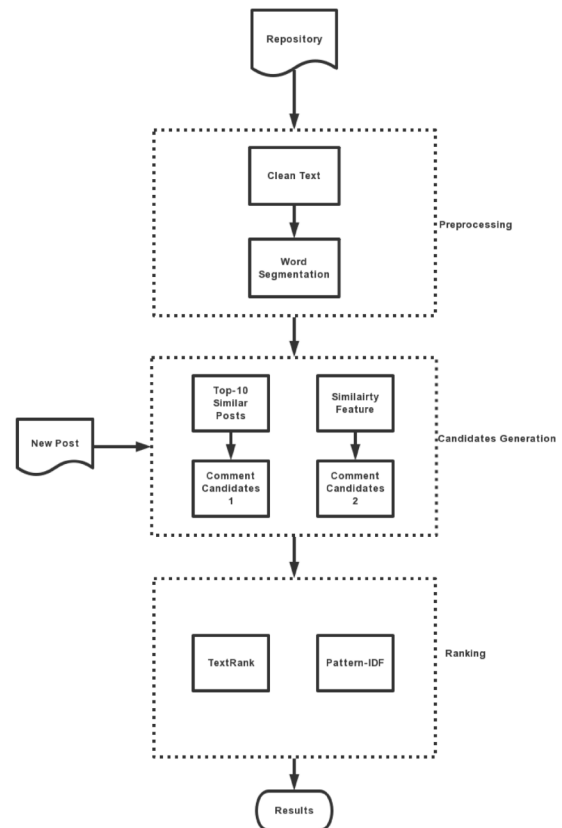 Repository
Clean Text
Word
Segmentation
Preprocessing
Top-10
Similar
Posts
Similairty
Feature
New Post
Candidates Generation
Comment
Candidates
1
Comment
Candidates
2
TextRank
Pattern-IDF
Ranking
Results